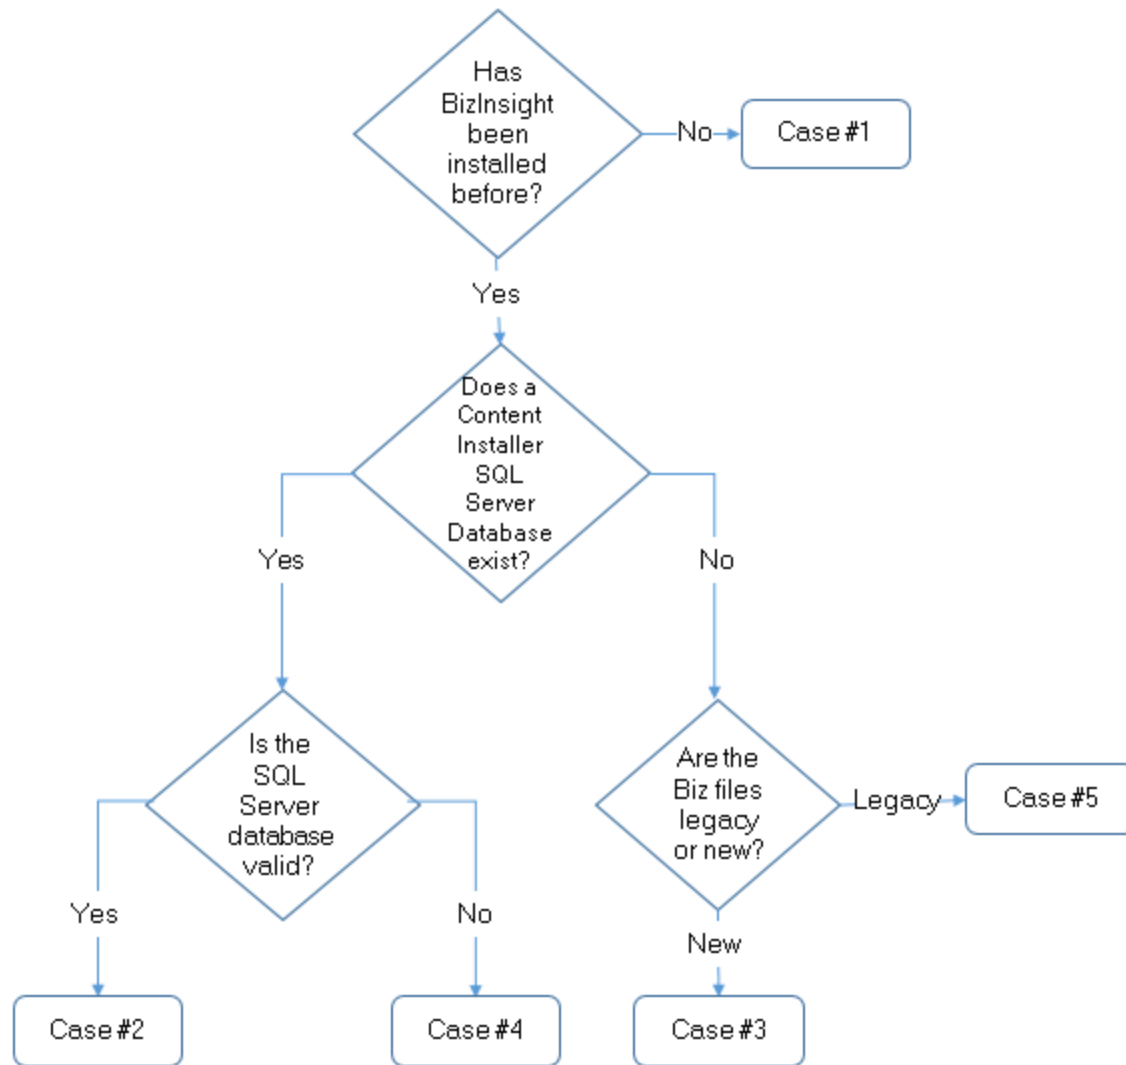 Has
BizInsight
been
installed
before?
No
Case #1
Yes
Does a
Content
Installer
SQL
Server
Database
exist?
Yes
No
Is the
SQL
Server
database
valid?
Are the
Biz files
legacy
or new?
Legacy
Case #5
Yes
No
New
Case #2
Case #4
Case #3